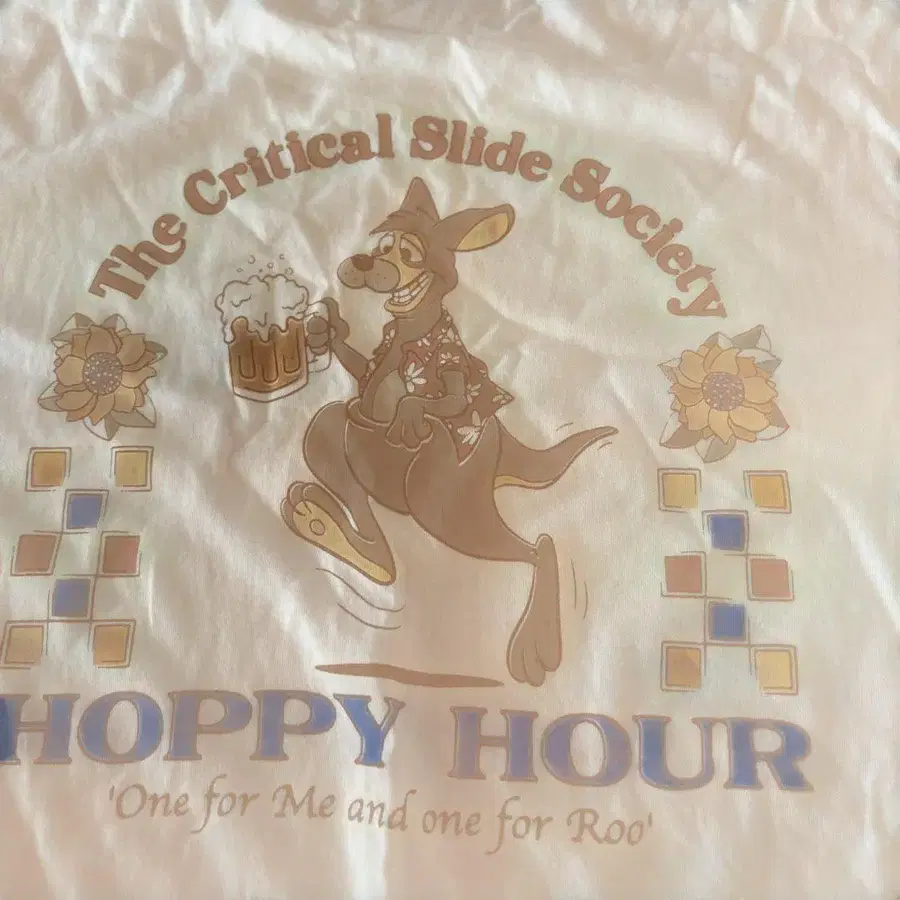 The Critical Slide Society
HOPPY HOUR
'One for Me and one for Roo'